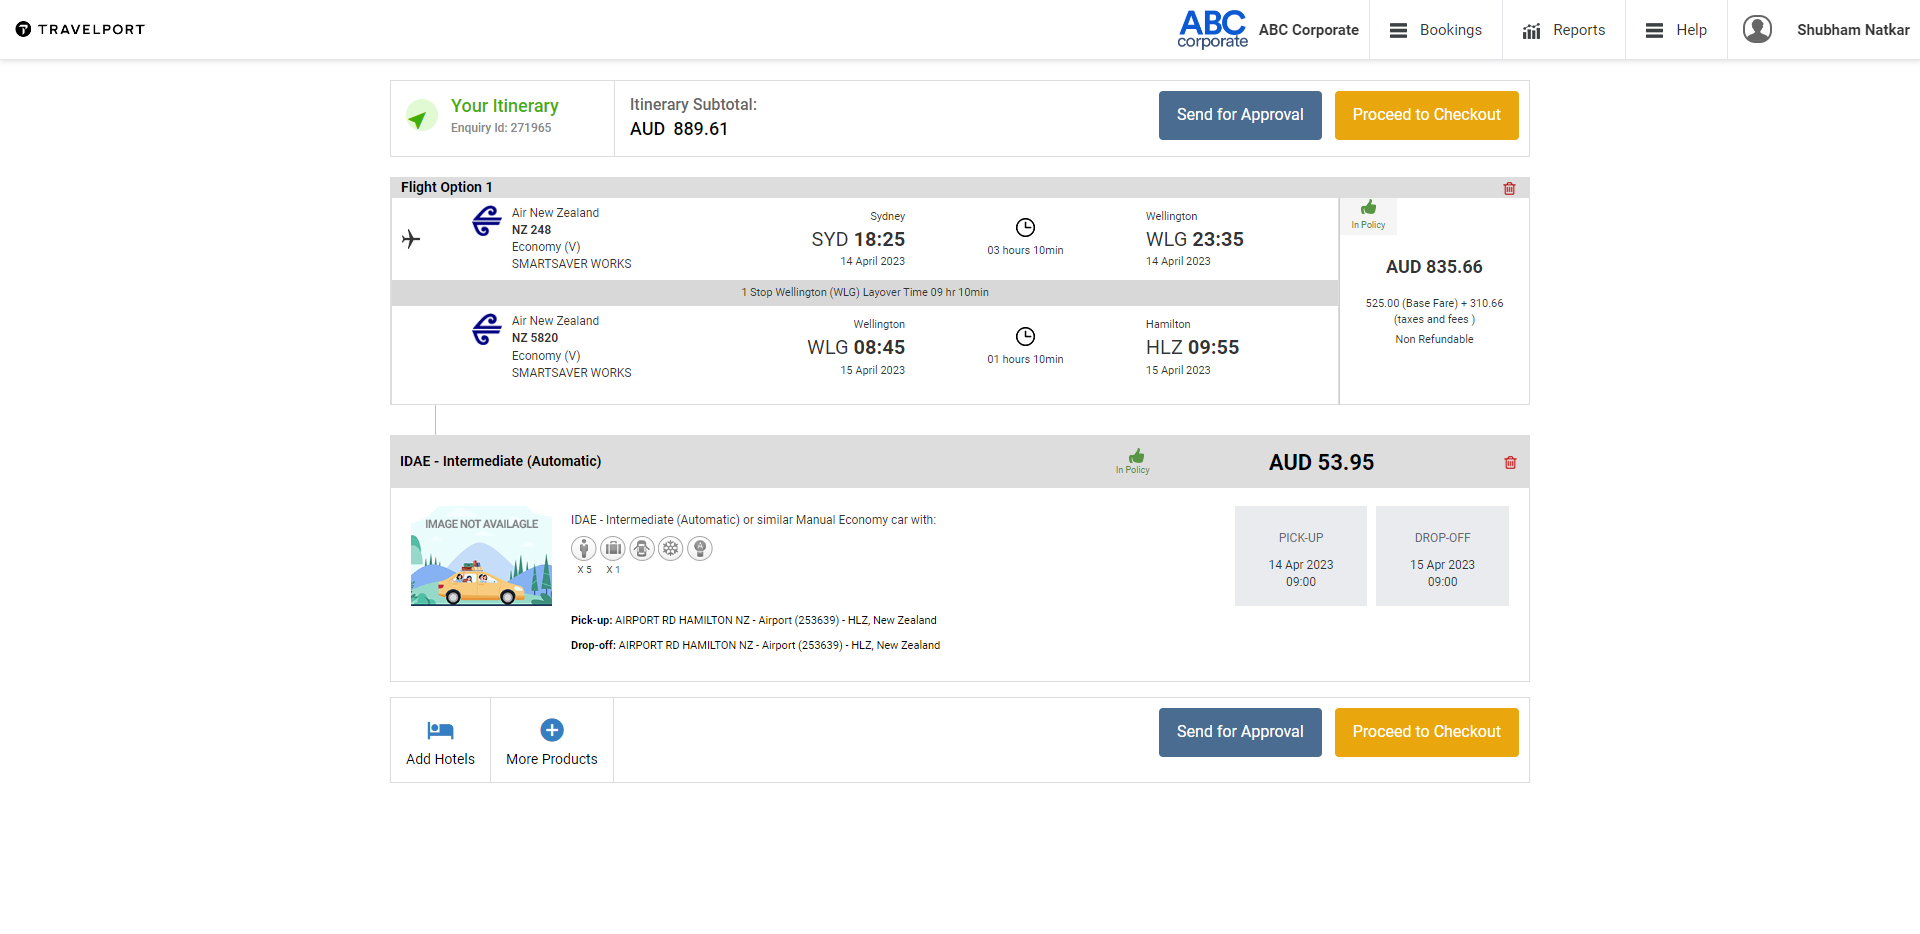 TRAVELPORT
ABC
corporate
ABC Corporate
Bookings
Reports
Help
Shubham Natkar
Your Itinerary
Enquiry Id: 271965
Itinerary Subtotal:
AUD 889.61
Send for Approval
Proceed to Checkout
Flight Option 1
Air New Zealand
NZ 248
Economy (V)
SMARTSAVER WORKS
Sydney
SYD 18:25
14 April 2023
03 hours 10min
Wellington
WLG 23:35
14 April 2023
In Policy
AUD 835.66
525.00 (Base Fare) + 310.66
(taxes and fees )
Non Refundable
1 Stop Wellington (WLG) Layover Time 09 hr 10min
Air New Zealand
NZ 5820
Economy (V)
SMARTSAVER WORKS
Wellington
WLG 08:45
15 April 2023
01 hours 10min
Hamilton
HLZ 09:55
15 April 2023
IDAE - Intermediate (Automatic)
In Policy
AUD 53.95
IMAGE NOT AVAILAGLE
IDAE - Intermediate (Automatic) or similar Manual Economy car with:
A
X 5
X 1
PICK-UP
14 Apr 2023
09:00
DROP-OFF
15 Apr 2023
09:00
Pick-up: AIRPORT RD HAMILTON NZ - Airport (253639) - HLZ, New Zealand
Drop-off: AIRPORT RD HAMILTON NZ - Airport (253639) - HLZ, New Zealand
Add Hotels
More Products
Send for Approval
Proceed to Checkout